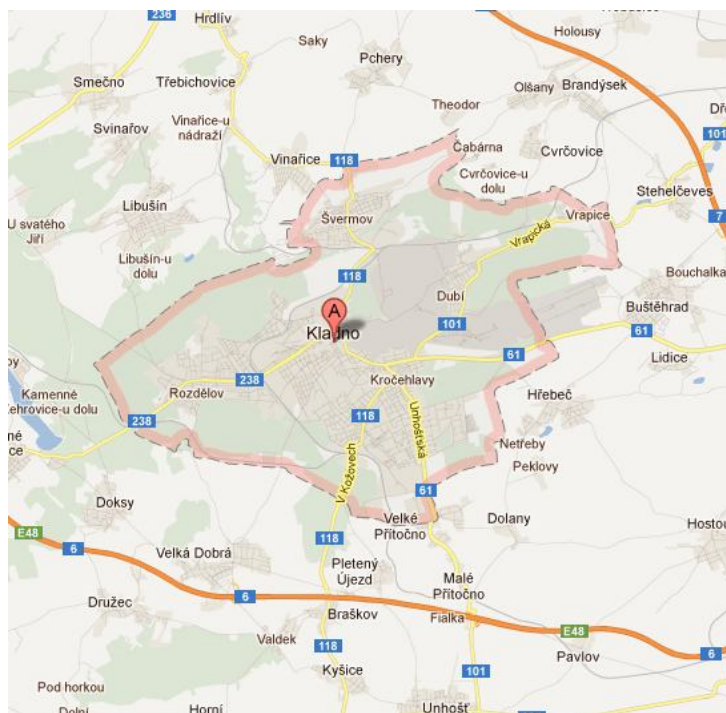 236
Hrdlív
Saky
Holousy
Pchery
Smečno
Třebichovice
Olšany
Brandýsek
Theodor
101
Svinařov
Vinařice-u
nádraží
Čabárna
Cvrčovice
Vinařice
118
Cvrčovice-u
dolu
Stehelčeves
Libušín
U svatého
Jiří
Švermov
Vrapice
7
Vrapická
Libušín-u
dolu
118
Bouchalka
Dubí
Buštěhrad
A
Kladno
101
61
61
Lidice
238
Kročehlavy
Rozdělov
Kamenné
118
Hřebeč
238
Unhošťská
Netřeby
Peklovy
V Kožovech
Doksy
61
Velké
Přítočno
Dolany
E48
6
118
Velká Dobrá
Pletený
Újezd
Malé
Přítočno
Družec
6
Braškov
Fialka
E48
Valdek
118
6
Pavlov
Kyšice
101
Pod horkou
Horní
Unhošť